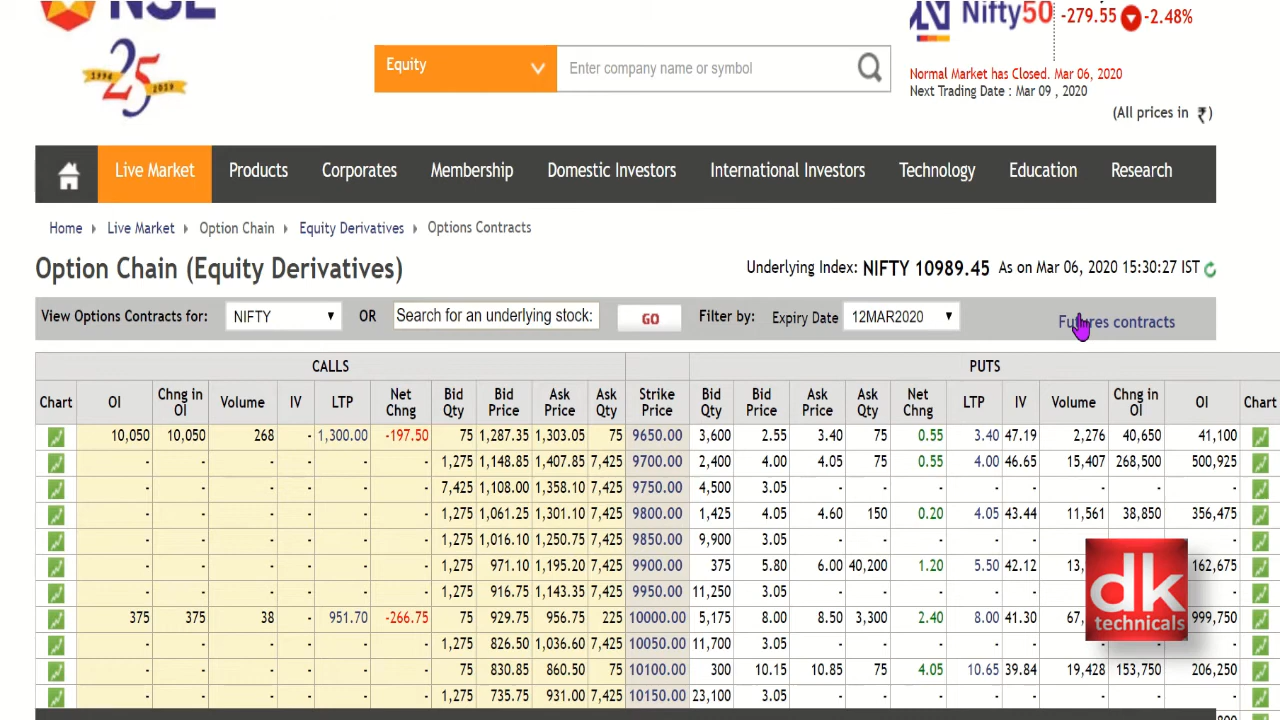 NSE
Nifty50
-279.55 -2.48%
25
1994 2019
Equity
Enter company name or symbol
Normal Market has Closed. Mar 06, 2020
Next Trading Date : Mar 09 , 2020
(All prices in ₹)
Live Market Products Corporates Membership Domestic Investors International Investors Technology Education Research
Home Live Market Option Chain Equity Derivatives Options Contracts
Option Chain (Equity Derivatives)
Underlying Index: NIFTY 10989.45 As on Mar 06, 2020 15:30:27 IST
View Options Contracts for: NIFTY OR Search for an underlying stock: GO Filter by: Expiry Date 12MAR2020 Futures contracts
CALLS PUTS
Chart OI Chng in OI Volume IV LTP Net Chng Bid Qty Bid Price Ask Price Ask Qty Strike Price Bid Qty Bid Price Ask Price Ask Qty Net Chng LTP IV Volume Chng in OI OI Chart
10,050 10,050 268 - 1,300.00 -197.50 75 1,287.35 1,303.05 75 9650.00 3,600 2.55 3.40 75 0.55 3.40 47.19 2,276 40,650 41,100
- - - - - - 1,275 1,148.85 1,407.85 7,425 9700.00 2,400 4.00 4.05 75 0.55 4.00 46.65 15,407 268,500 500,925
- - - - - - 7,425 1,108.00 1,358.10 7,425 9750.00 4,500 3.05 - - - - - - - -
- - - - - - 1,275 1,061.25 1,301.10 7,425 9800.00 1,425 4.05 4.60 150 0.20 4.05 43.44 11,561 38,850 356,475
- - - - - - 1,275 1,016.10 1,250.75 7,425 9850.00 9,900 3.05 - - - - - - - -
- - - - - - 1,275 971.10 1,195.20 7,425 9900.00 375 5.80 6.00 40,200 1.20 5.50 42.12 13, 162,675
- - - - - - 1,275 916.75 1,143.35 7,425 9950.00 11,250 3.05 - - - - -
375 375 38 - 951.70 -266.75 75 929.75 956.75 225 10000.00 5,175 8.00 8.50 3,300 2.40 8.00 41.30 67, 999,750
- - - - - - 1,275 826.50 1,036.60 7,425 10050.00 11,700 3.05 - - - - - - - -
- - - - - - 75 830.85 860.50 75 10100.00 300 10.15 10.85 75 4.05 10.65 39.84 19,428 153,750 206,250
- - - - - - 1,275 735.75 931.00 7,425 10150.00 23,100 3.05 - - - - - - - -
dk
technicals